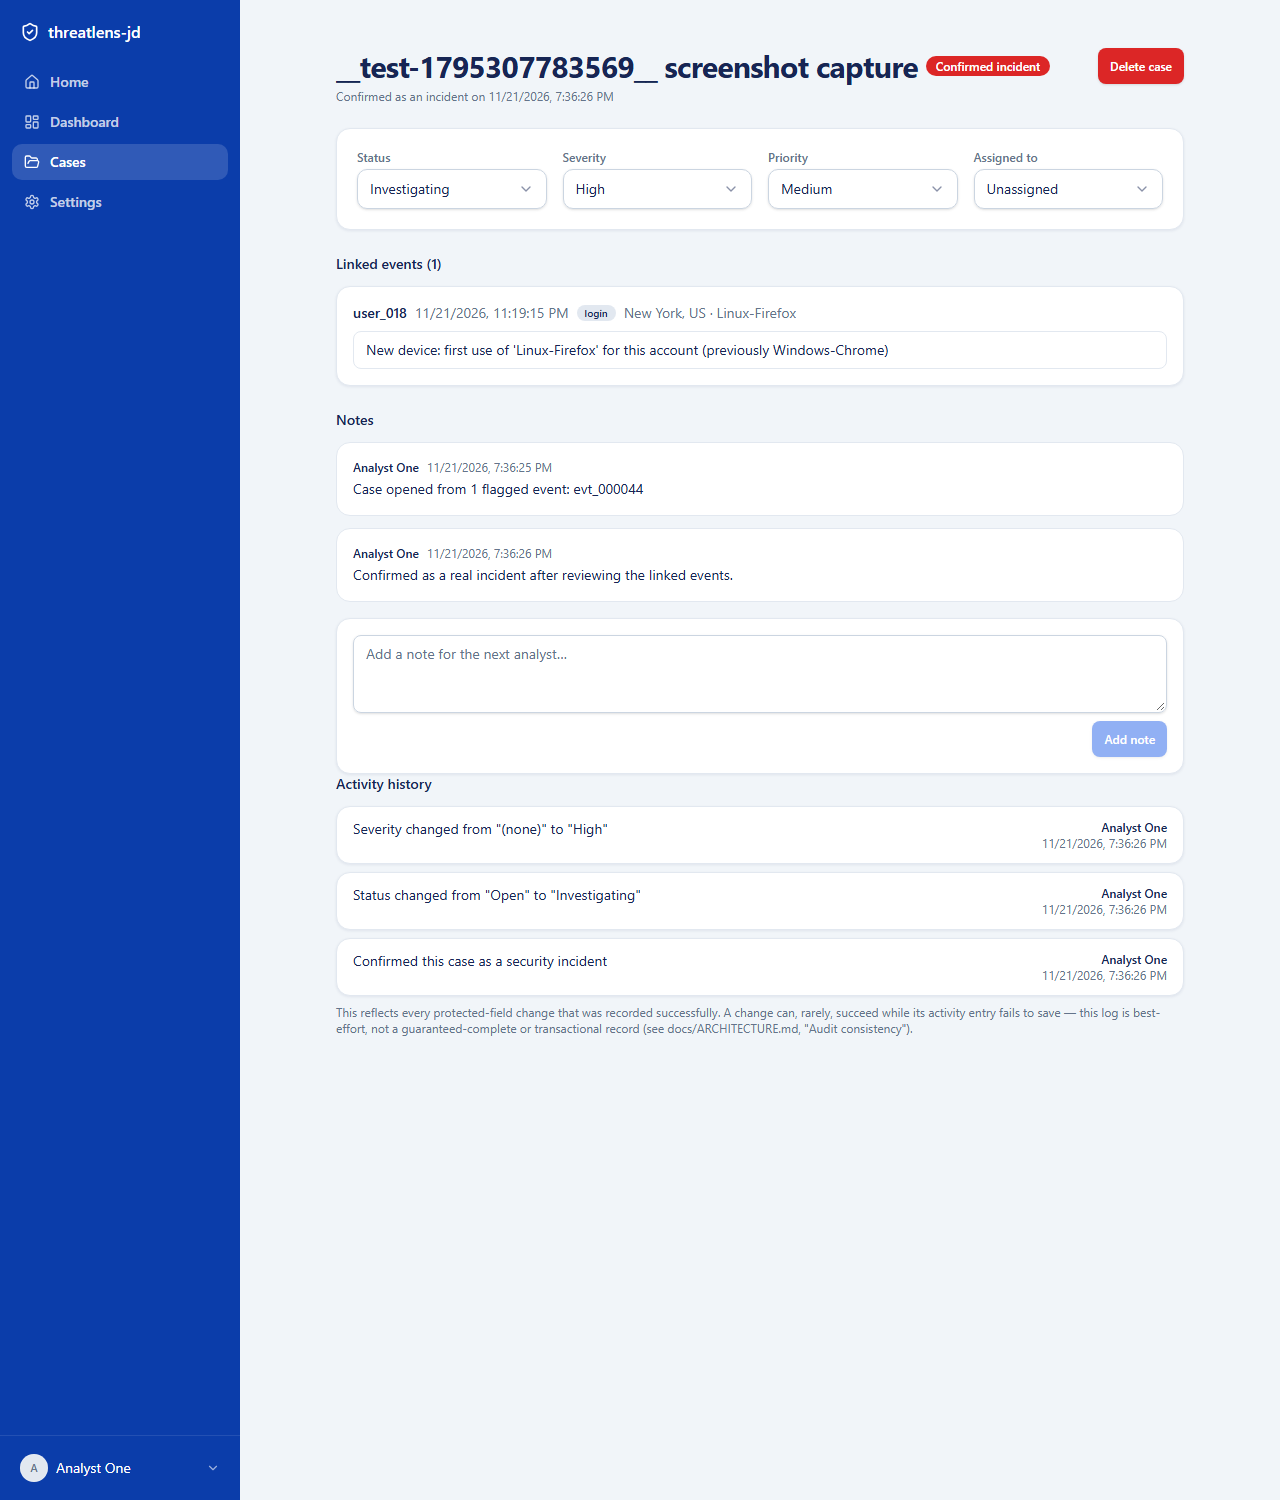 threatlens-jd
Home
Dashboard
Cases
Settings
__test-1795307783569__ screenshot capture
Confirmed incident
Delete case
Confirmed as an incident on 11/21/2026, 7:36:26 PM
Status
Severity
Priority
Assigned to
Investigating
High
Medium
Unassigned
Linked events (1)
user_018 11/21/2026, 11:19:15 PM login New York, US · Linux-Firefox
New device: first use of 'Linux-Firefox' for this account (previously Windows-Chrome)
Notes
Analyst One 11/21/2026, 7:36:25 PM
Case opened from 1 flagged event: evt_000044
Analyst One 11/21/2026, 7:36:26 PM
Confirmed as a real incident after reviewing the linked events.
Add a note for the next analyst...
Add note
Activity history
Severity changed from "(none)" to "High"
Analyst One
11/21/2026, 7:36:26 PM
Status changed from "Open" to "Investigating"
Analyst One
11/21/2026, 7:36:26 PM
Confirmed this case as a security incident
Analyst One
11/21/2026, 7:36:26 PM
This reflects every protected-field change that was recorded successfully. A change can, rarely, succeed while its activity entry fails to save — this log is best-
effort, not a guaranteed-complete or transactional record (see docs/ARCHITECTURE.md, "Audit consistency").
A
Analyst One